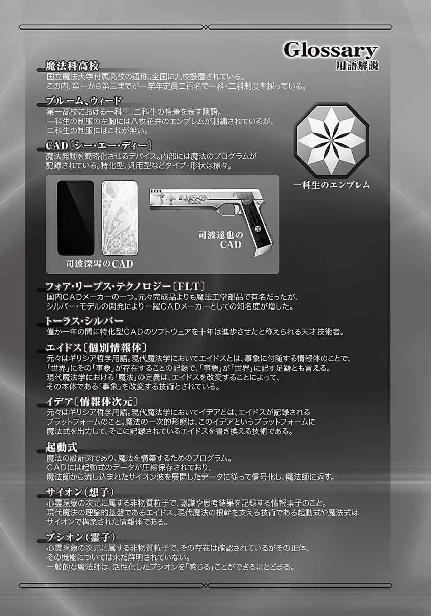 Glossary
用語解説
魔法科高校
国立魔法大学付属高校の通称。全国に九校設置されている。
この内、第一から第三までが一学年定員二百名で一科・二科制度を採っている。
ブルーム、ウィード
第一高校における一科生、二科生の格差を表す隠語。
一科生の制服の左胸には八枚花弁のエンブレムが刺繍されているが、
二科生の制服にはこれが無い。
一科生のエンブレム
CAD[シー・エー・ディー]
魔法発動を簡略化させるデバイス。内部には魔法のプログラムが
記録されている。特化型、汎用型などタイプ・形状は様々。
司波深雪のCAD
司波達也の
CAD
フォア・リーブス・テクノロジー[FLT]
国内CADメーカーの一つ。元々完成品よりも魔法工学部品で有名だったが、
シルバー・モデルの開発により一躍CADメーカーとしての知名度が増した。
トーラス・シルバー
僅か一年の間に特化型CADのソフトウェアを十年は進歩させたと称えられる天才技術者。
エイドス[個別情報体]
元々はギリシア哲学用語。現代魔法学においてエイドスとは、事象に付随する情報体のことで、
「世界」にその「事象」が存在することの記録で、「事象」が「世界」に記す足跡とも言える。
現代魔法学における「魔法」の定義は、エイドスを改変することによって、
その本体である「事象」を改変する技術とされている。
イデア[情報体次元]
元々はギリシア哲学用語。現代魔法学においてイデアとは、エイドスが記録される
プラットフォームのこと。魔法の一次的形態は、このイデアというプラットフォームに
魔法式を出力して、そこに記録されているエイドスを書き換える技術である。
起動式
魔法の設計図であり、魔法を構築するためのプログラム。
CADには起動式のデータが圧縮保存されており、
魔法師から流し込まれたサイオン波を展開したデータに従って信号化し、魔法師に返す。
サイオン(想子)
心霊現象の次元に属する非物質粒子で、認識や思考結果を記録する情報素子のこと。
現代魔法の理論的基盤であるエイドス、現代魔法の根幹を支える技術である起動式や魔法式は
サイオンで構築された情報体である。
プシオン(霊子)
心霊現象の次元に属する非物質粒子で、その存在は確認されているがその正体、
その機能については未だ解明されていない。
一般的な魔法師は、活性化したプシオンを「感じる」ことができるにとどまる。